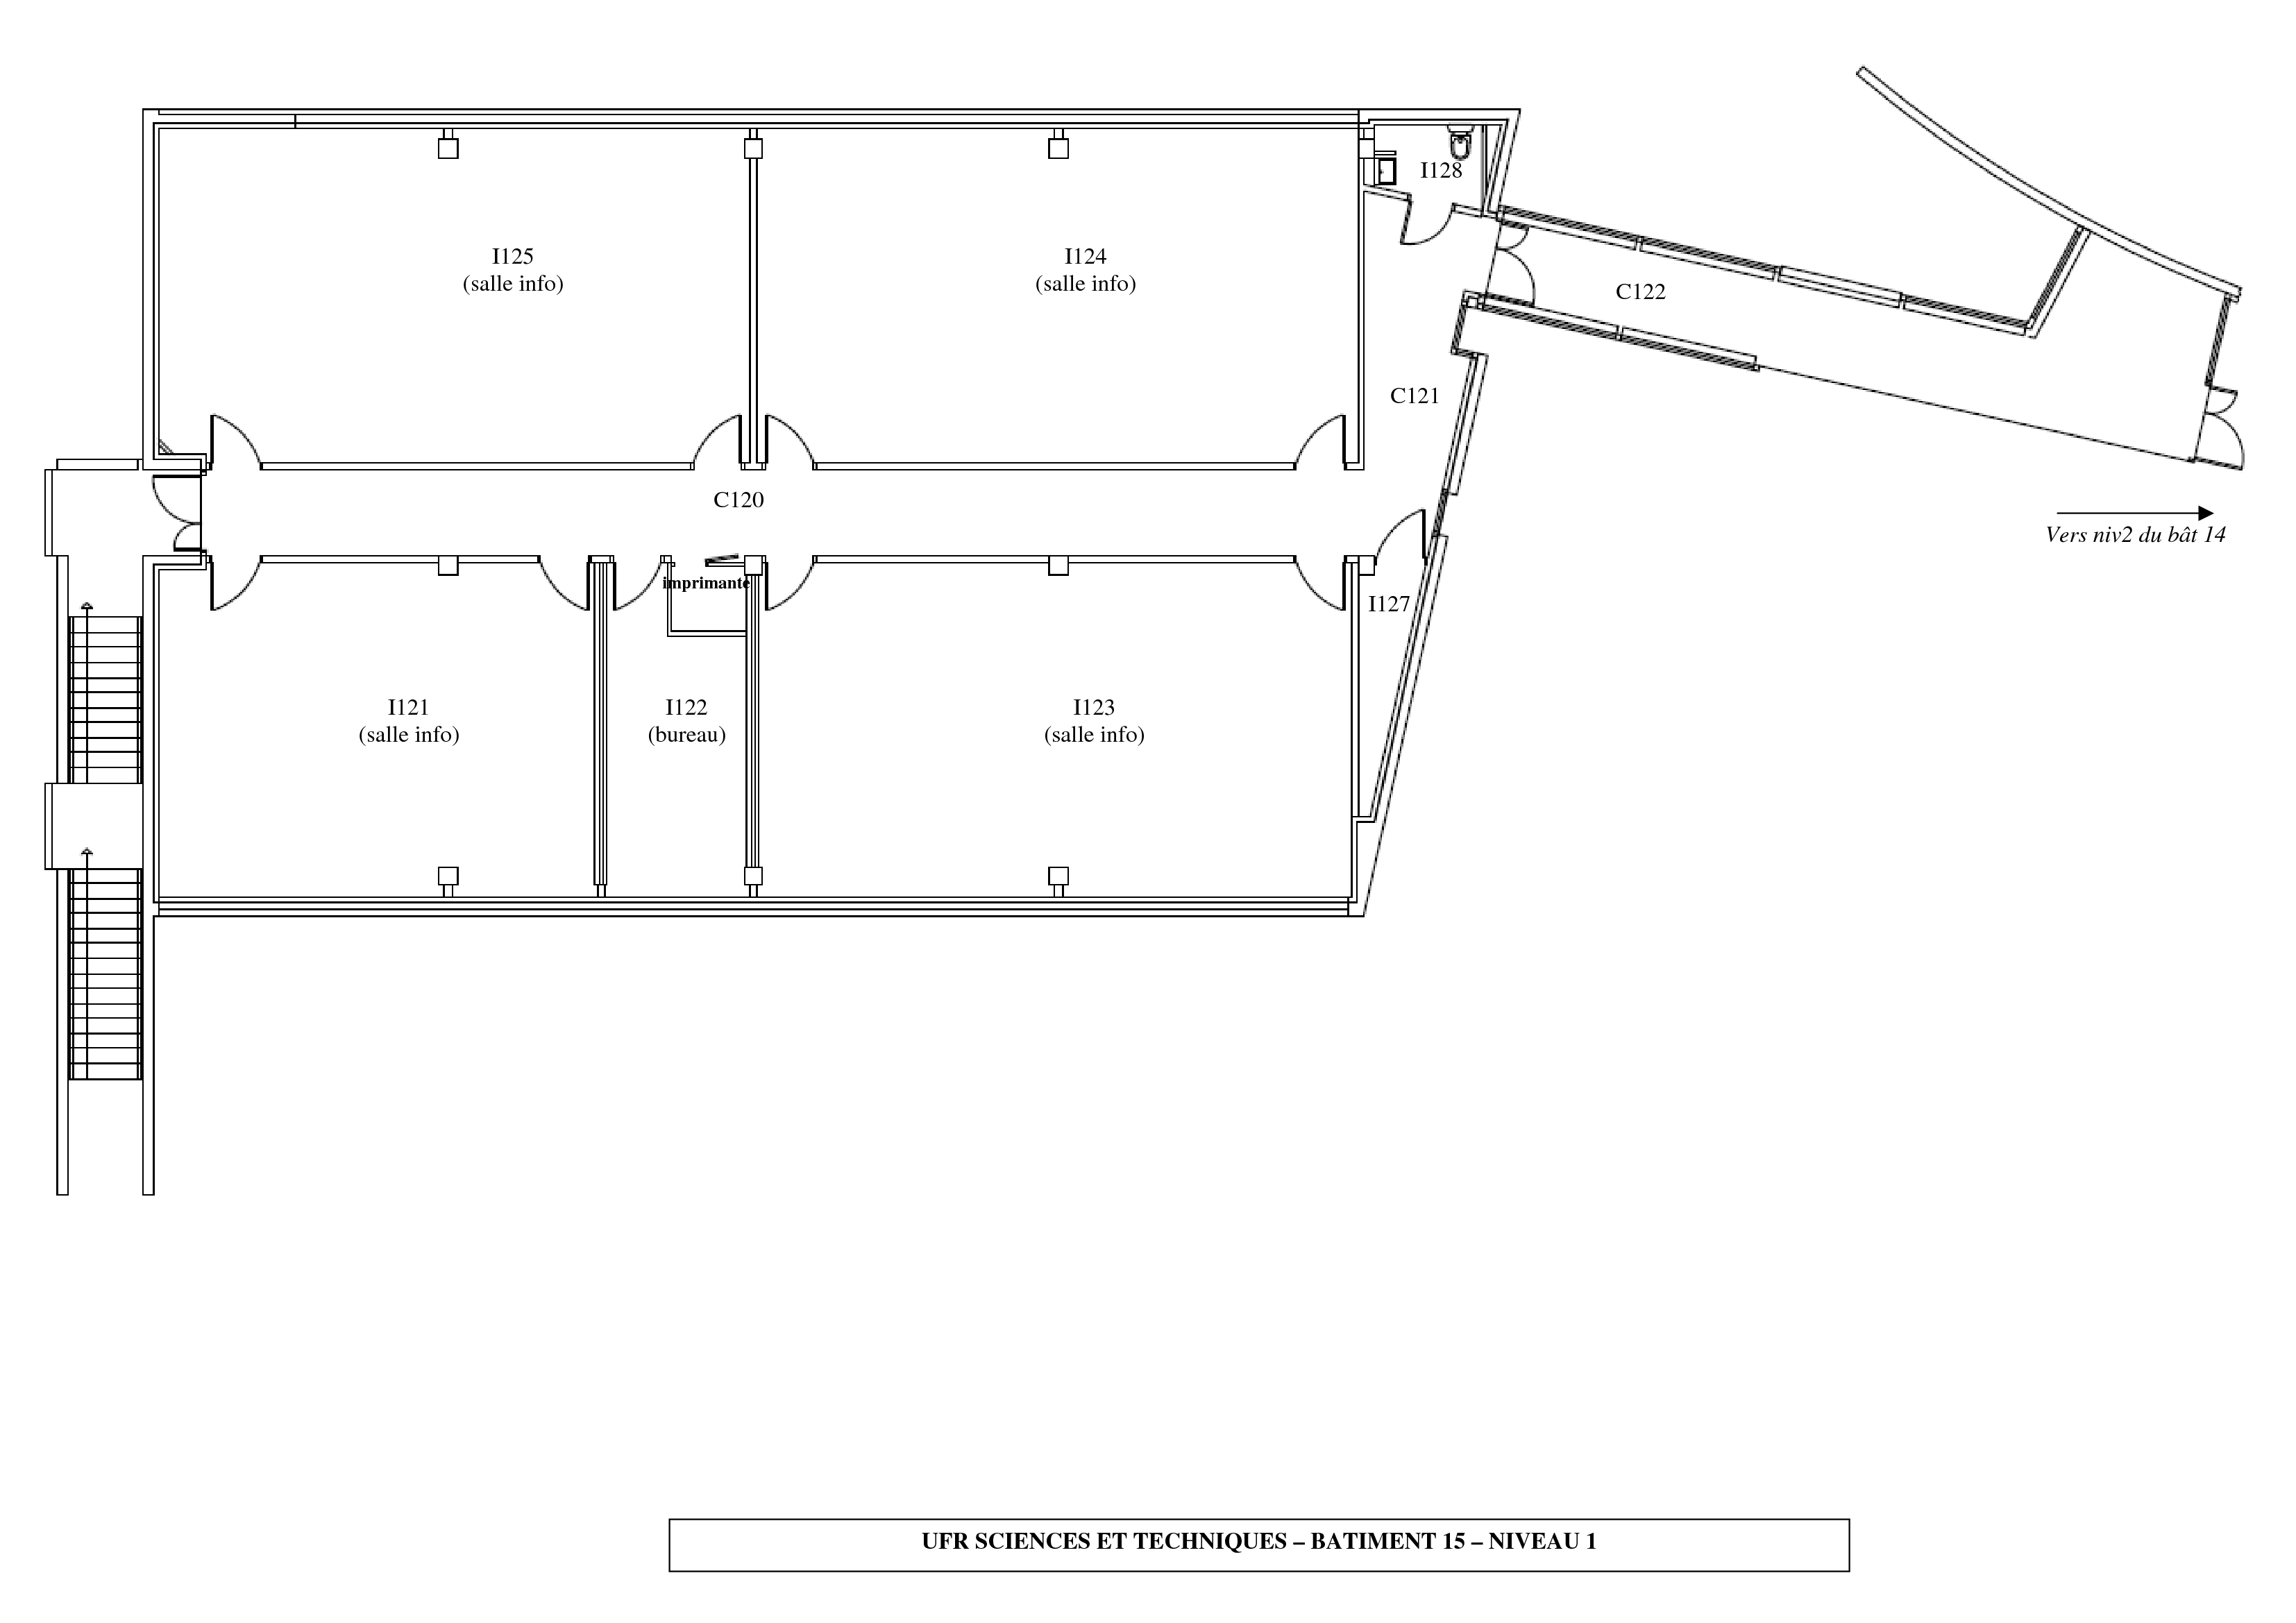 I128
I125
(salle info)
I124
(salle info)
C122
C121
C120
Vers niv2 du bât 14
imprimante
I127
I121
(salle info)
I122
(bureau)
I123
(salle info)
UFR SCIENCES ET TECHNIQUES – BATIMENT 15 – NIVEAU 1